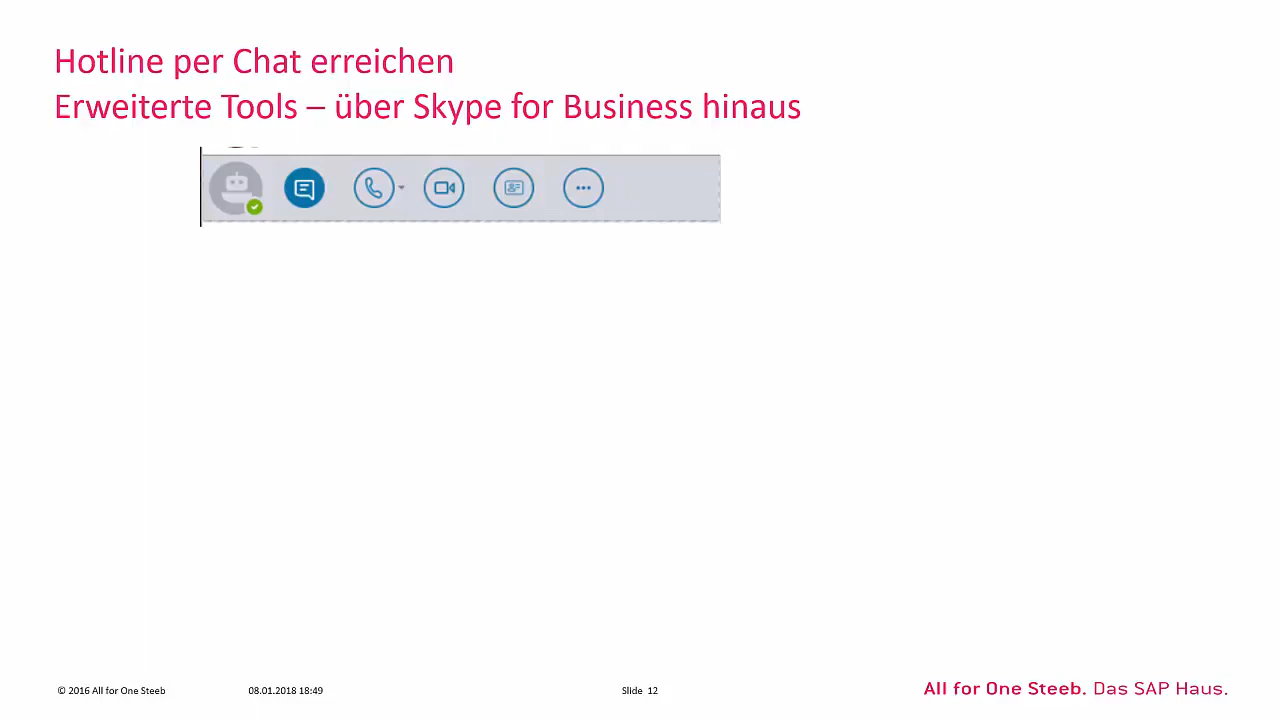 Hotline per Chat erreichen
Erweiterte Tools – über Skype for Business hinaus
© 2016 All for One Steeb
08.01.2018 18:49
Slide 12
All for One Steeb. Das SAP Haus.